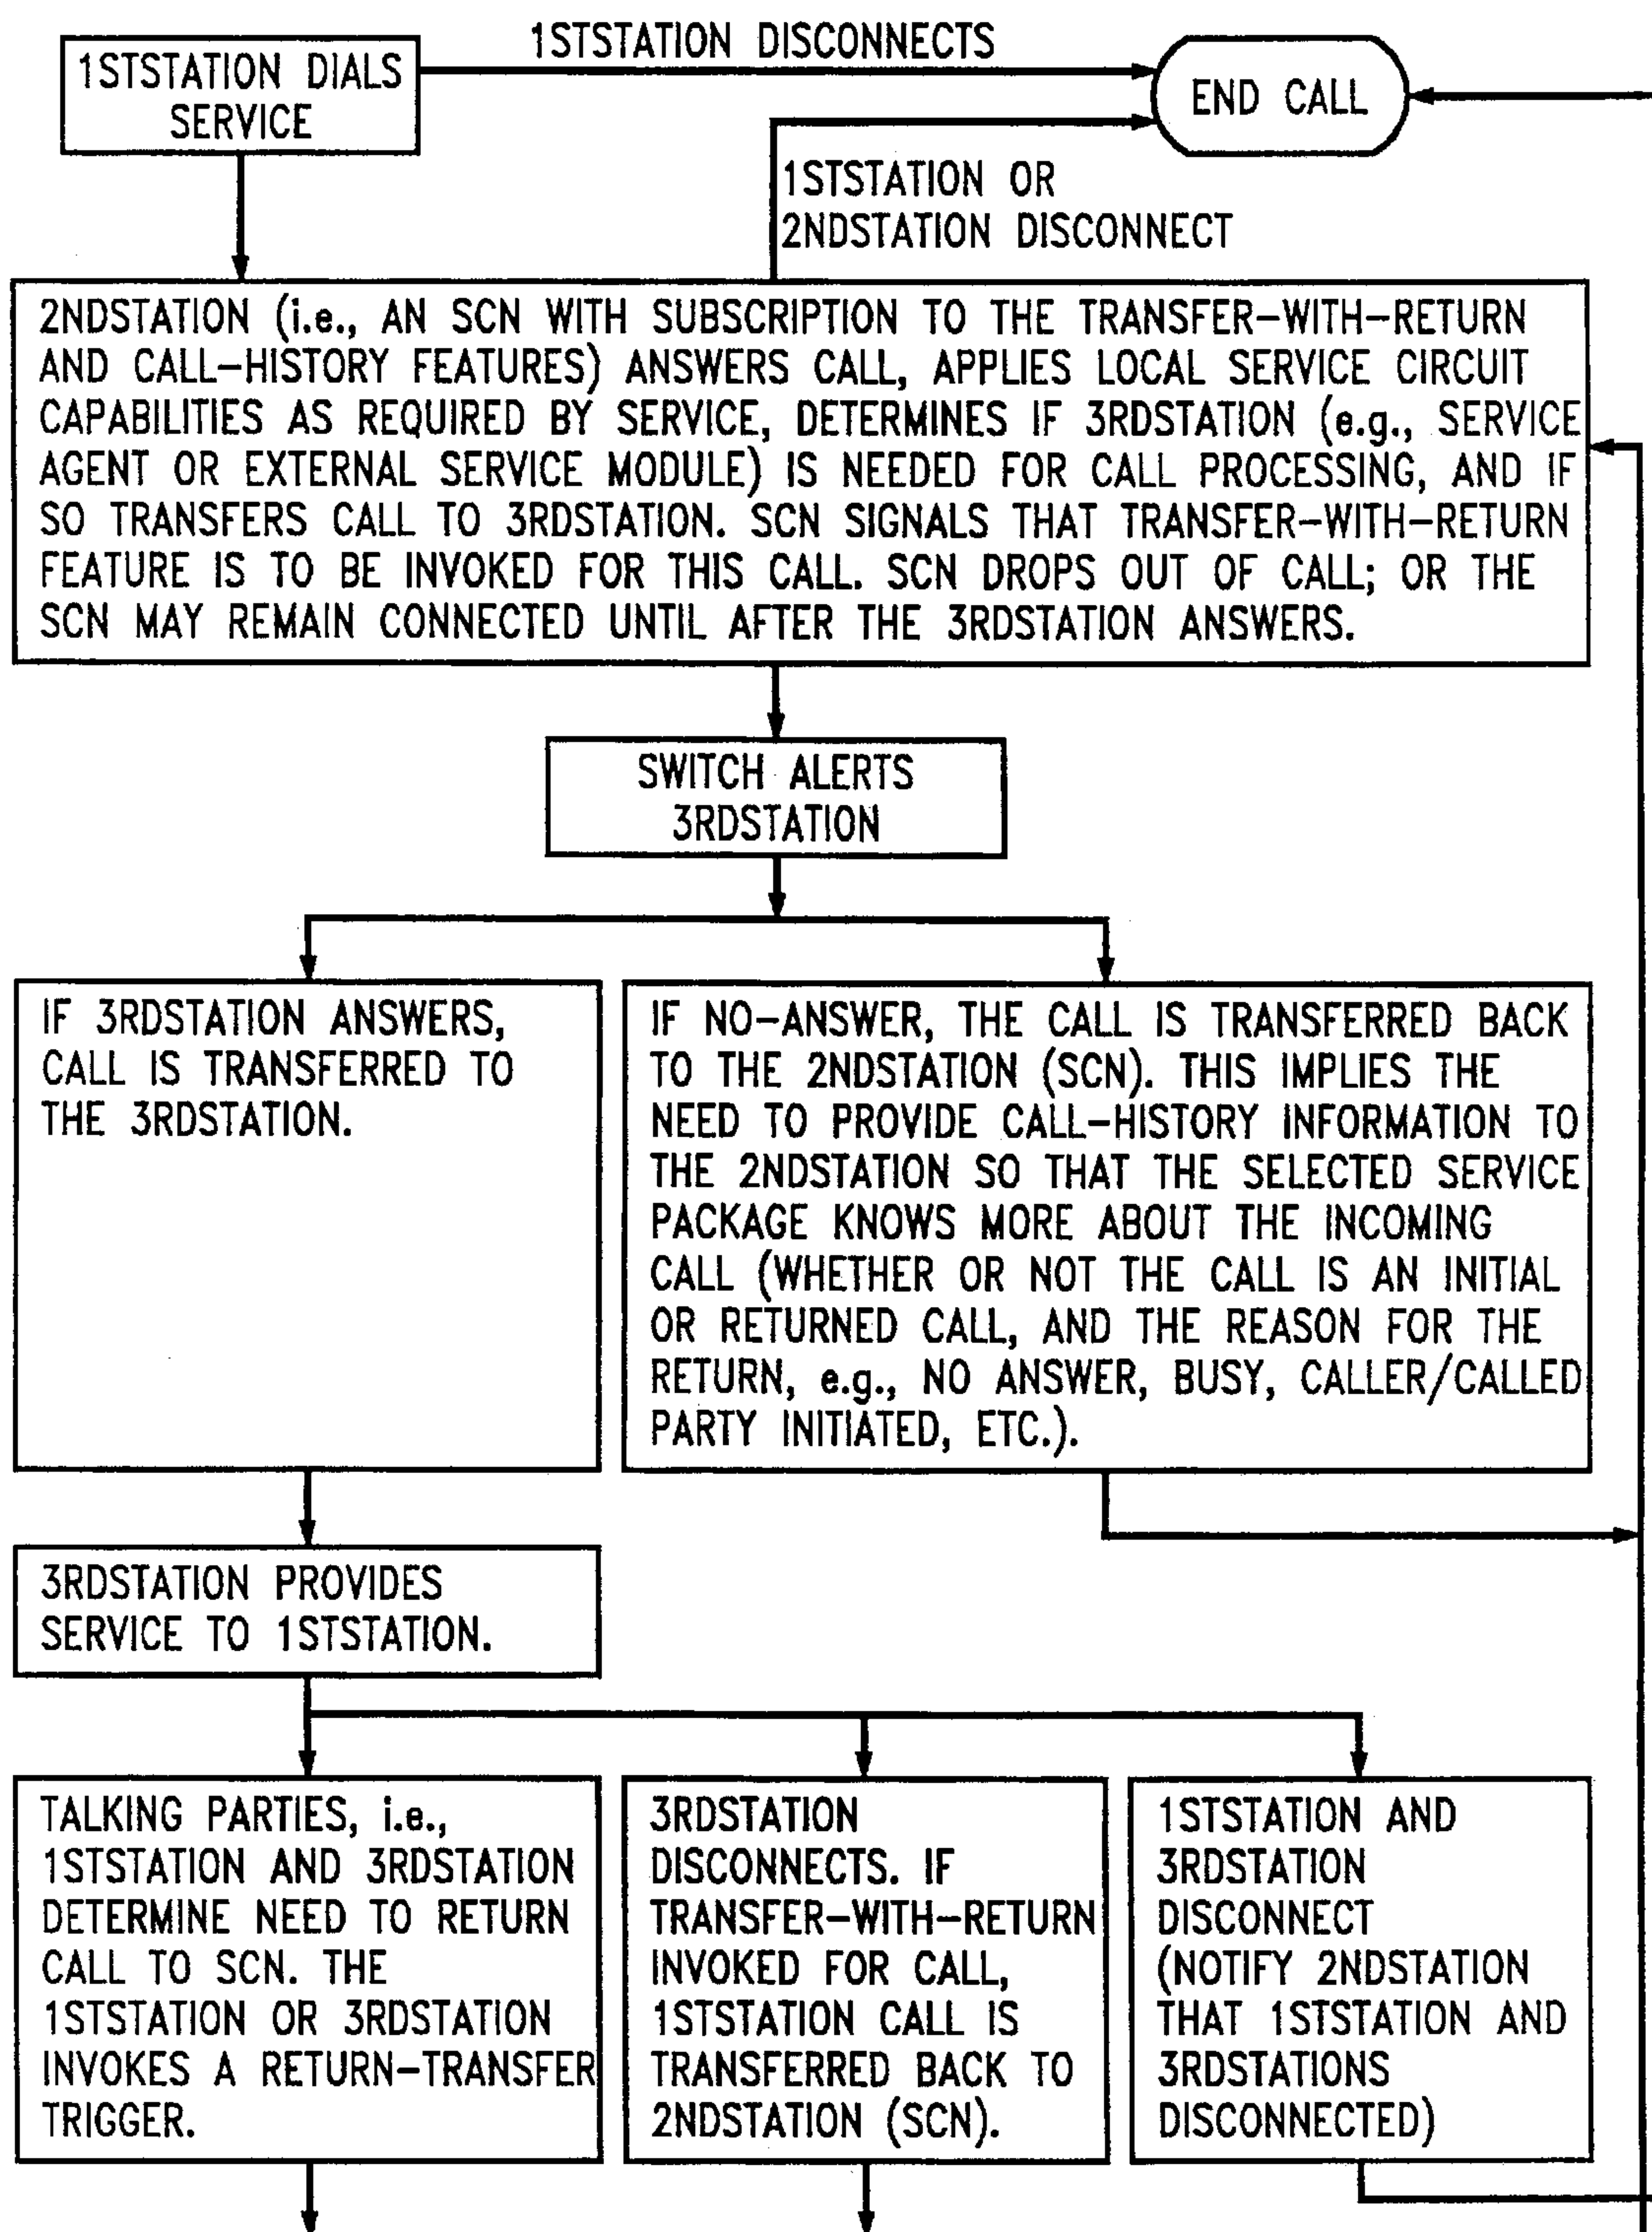 1STSTATION DIALS
SERVICE
1STSTATION DISCONNECTS
END CALL
1STSTATION OR
2NDSTATION DISCONNECT
2NDSTATION (i.e., AN SCN WITH SUBSCRIPTION TO THE TRANSFER-WITH-RETURN
AND CALL-HISTORY FEATURES) ANSWERS CALL, APPLIES LOCAL SERVICE CIRCUIT
CAPABILITIES AS REQUIRED BY SERVICE, DETERMINES IF 3RDSTATION (e.g., SERVICE
AGENT OR EXTERNAL SERVICE MODULE) IS NEEDED FOR CALL PROCESSING, AND IF
SO TRANSFERS CALL TO 3RDSTATION. SCN SIGNALS THAT TRANSFER-WITH-RETURN
FEATURE IS TO BE INVOKED FOR THIS CALL. SCN DROPS OUT OF CALL; OR THE
SCN MAY REMAIN CONNECTED UNTIL AFTER THE 3RDSTATION ANSWERS.
SWITCH ALERTS
3RDSTATION
IF 3RDSTATION ANSWERS,
CALL IS TRANSFERRED TO
THE 3RDSTATION.
IF NO-ANSWER, THE CALL IS TRANSFERRED BACK
TO THE 2NDSTATION (SCN). THIS IMPLIES THE
NEED TO PROVIDE CALL-HISTORY INFORMATION TO
THE 2NDSTATION SO THAT THE SELECTED SERVICE
PACKAGE KNOWS MORE ABOUT THE INCOMING
CALL (WHETHER OR NOT THE CALL IS AN INITIAL
OR RETURNED CALL, AND THE REASON FOR THE
RETURN, e.g., NO ANSWER, BUSY, CALLER/CALLED
PARTY INITIATED, ETC.).
3RDSTATION PROVIDES
SERVICE TO 1STSTATION.
TALKING PARTIES, i.e.,
1STSTATION AND 3RDSTATION
DETERMINE NEED TO RETURN
CALL TO SCN. THE
1STSTATION OR 3RDSTATION
INVOKES A RETURN-TRANSFER
TRIGGER.
3RDSTATION
DISCONNECTS. IF
TRANSFER-WITH-RETURN
INVOKED FOR CALL,
1STSTATION CALL IS
TRANSFERRED BACK TO
2NDSTATION (SCN).
1STSTATION AND
3RDSTATION
DISCONNECT
(NOTIFY 2NDSTATION
THAT 1STSTATION AND
3RDSTATIONS
DISCONNECTED)